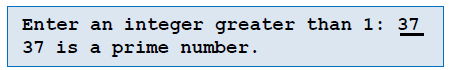 Enter an integer greater than 1: 37
37 is a prime number.